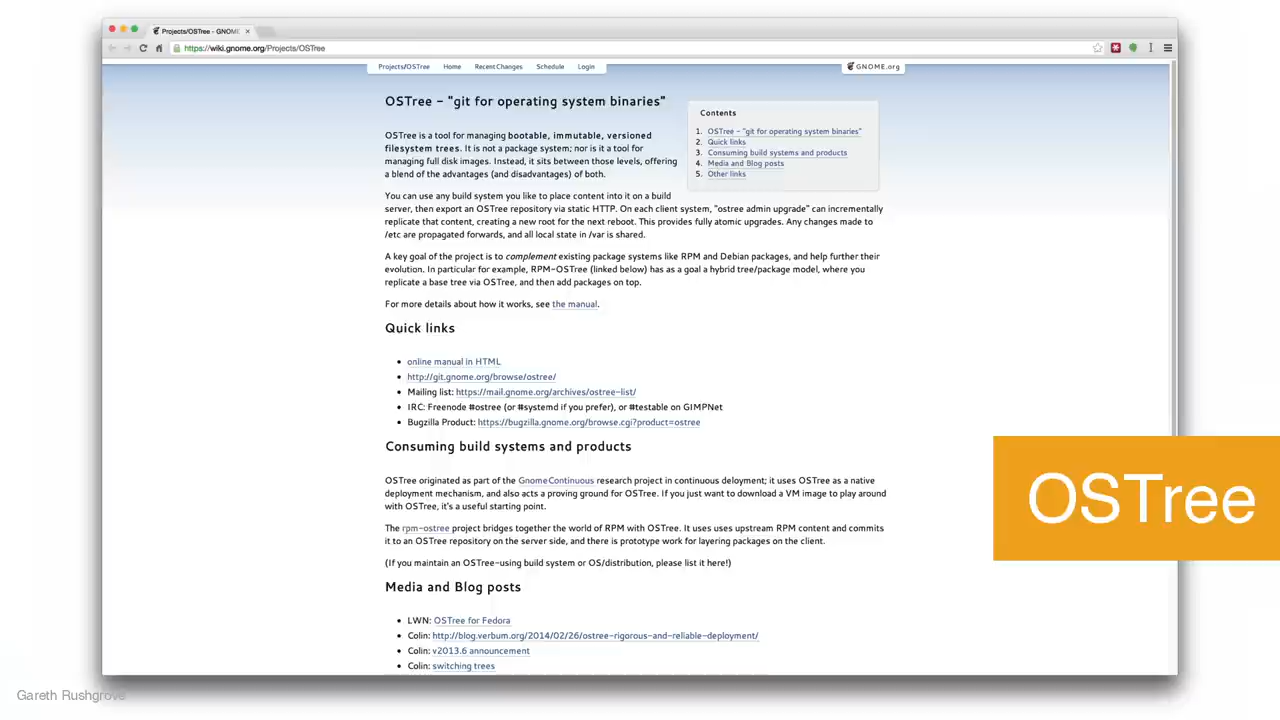 Projects/OSTree - GNOME
https://wiki.gnome.org/Projects/OSTree
Projects/OSTree Home RecentChanges Schedule Login
GNOME.org
OSTree - "git for operating system binaries"
OSTree is a tool for managing bootable, immutable, versioned
filesystem trees. It is not a package system; nor is it a tool for
managing full disk images. Instead, it sits between those levels, offering
a blend of the advantages (and disadvantages) of both.
Contents
1. OSTree - "git for operating system binaries"
2. Quick links
3. Consuming build systems and products
4. Media and Blog posts
5. Other links
You can use any build system you like to place content into it on a build
server, then export an OSTree repository via static HTTP. On each client system, "ostree admin upgrade" can incrementally
replicate that content, creating a new root for the next reboot. This provides fully atomic upgrades. Any changes made to
/etc are propagated forwards, and all local state in /var is shared.
A key goal of the project is to complement existing package systems like RPM and Debian packages, and help further their
evolution. In particular for example, RPM-OSTree (linked below) has as a goal a hybrid tree/package model, where you
replicate a base tree via OSTree, and then add packages on top.
For more details about how it works, see the manual.
Quick links
• online manual in HTML
• http://git.gnome.org/browse/ostree/
• Mailing list: https://mail.gnome.org/archives/ostree-list/
• IRC: Freenode #ostree (or #systemd if you prefer), or #testable on GIMPNet
• Bugzilla Product: https://bugzilla.gnome.org/browse.cgi?product=ostree
Consuming build systems and products
OSTree originated as part of the GnomeContinuous research project in continuous deloyment; it uses OSTree as a native
deployment mechanism, and also acts a proving ground for OSTree. If you just want to download a VM image to play around
with OSTree, it's a useful starting point.
The rpm-ostree project bridges together the world of RPM with OSTree. It uses uses upstream RPM content and commits
it to an OSTree repository on the server side, and there is prototype work for layering packages on the client.
(If you maintain an OSTree-using build system or OS/distribution, please list it here!)
Media and Blog posts
• LWN: OSTree for Fedora
• Colin: http://blog.verbum.org/2014/02/26/ostree-rigorous-and-reliable-deployment/
• Colin: v2013.6 announcement
• Colin: switching trees
OSTree
Gareth Rushgrove